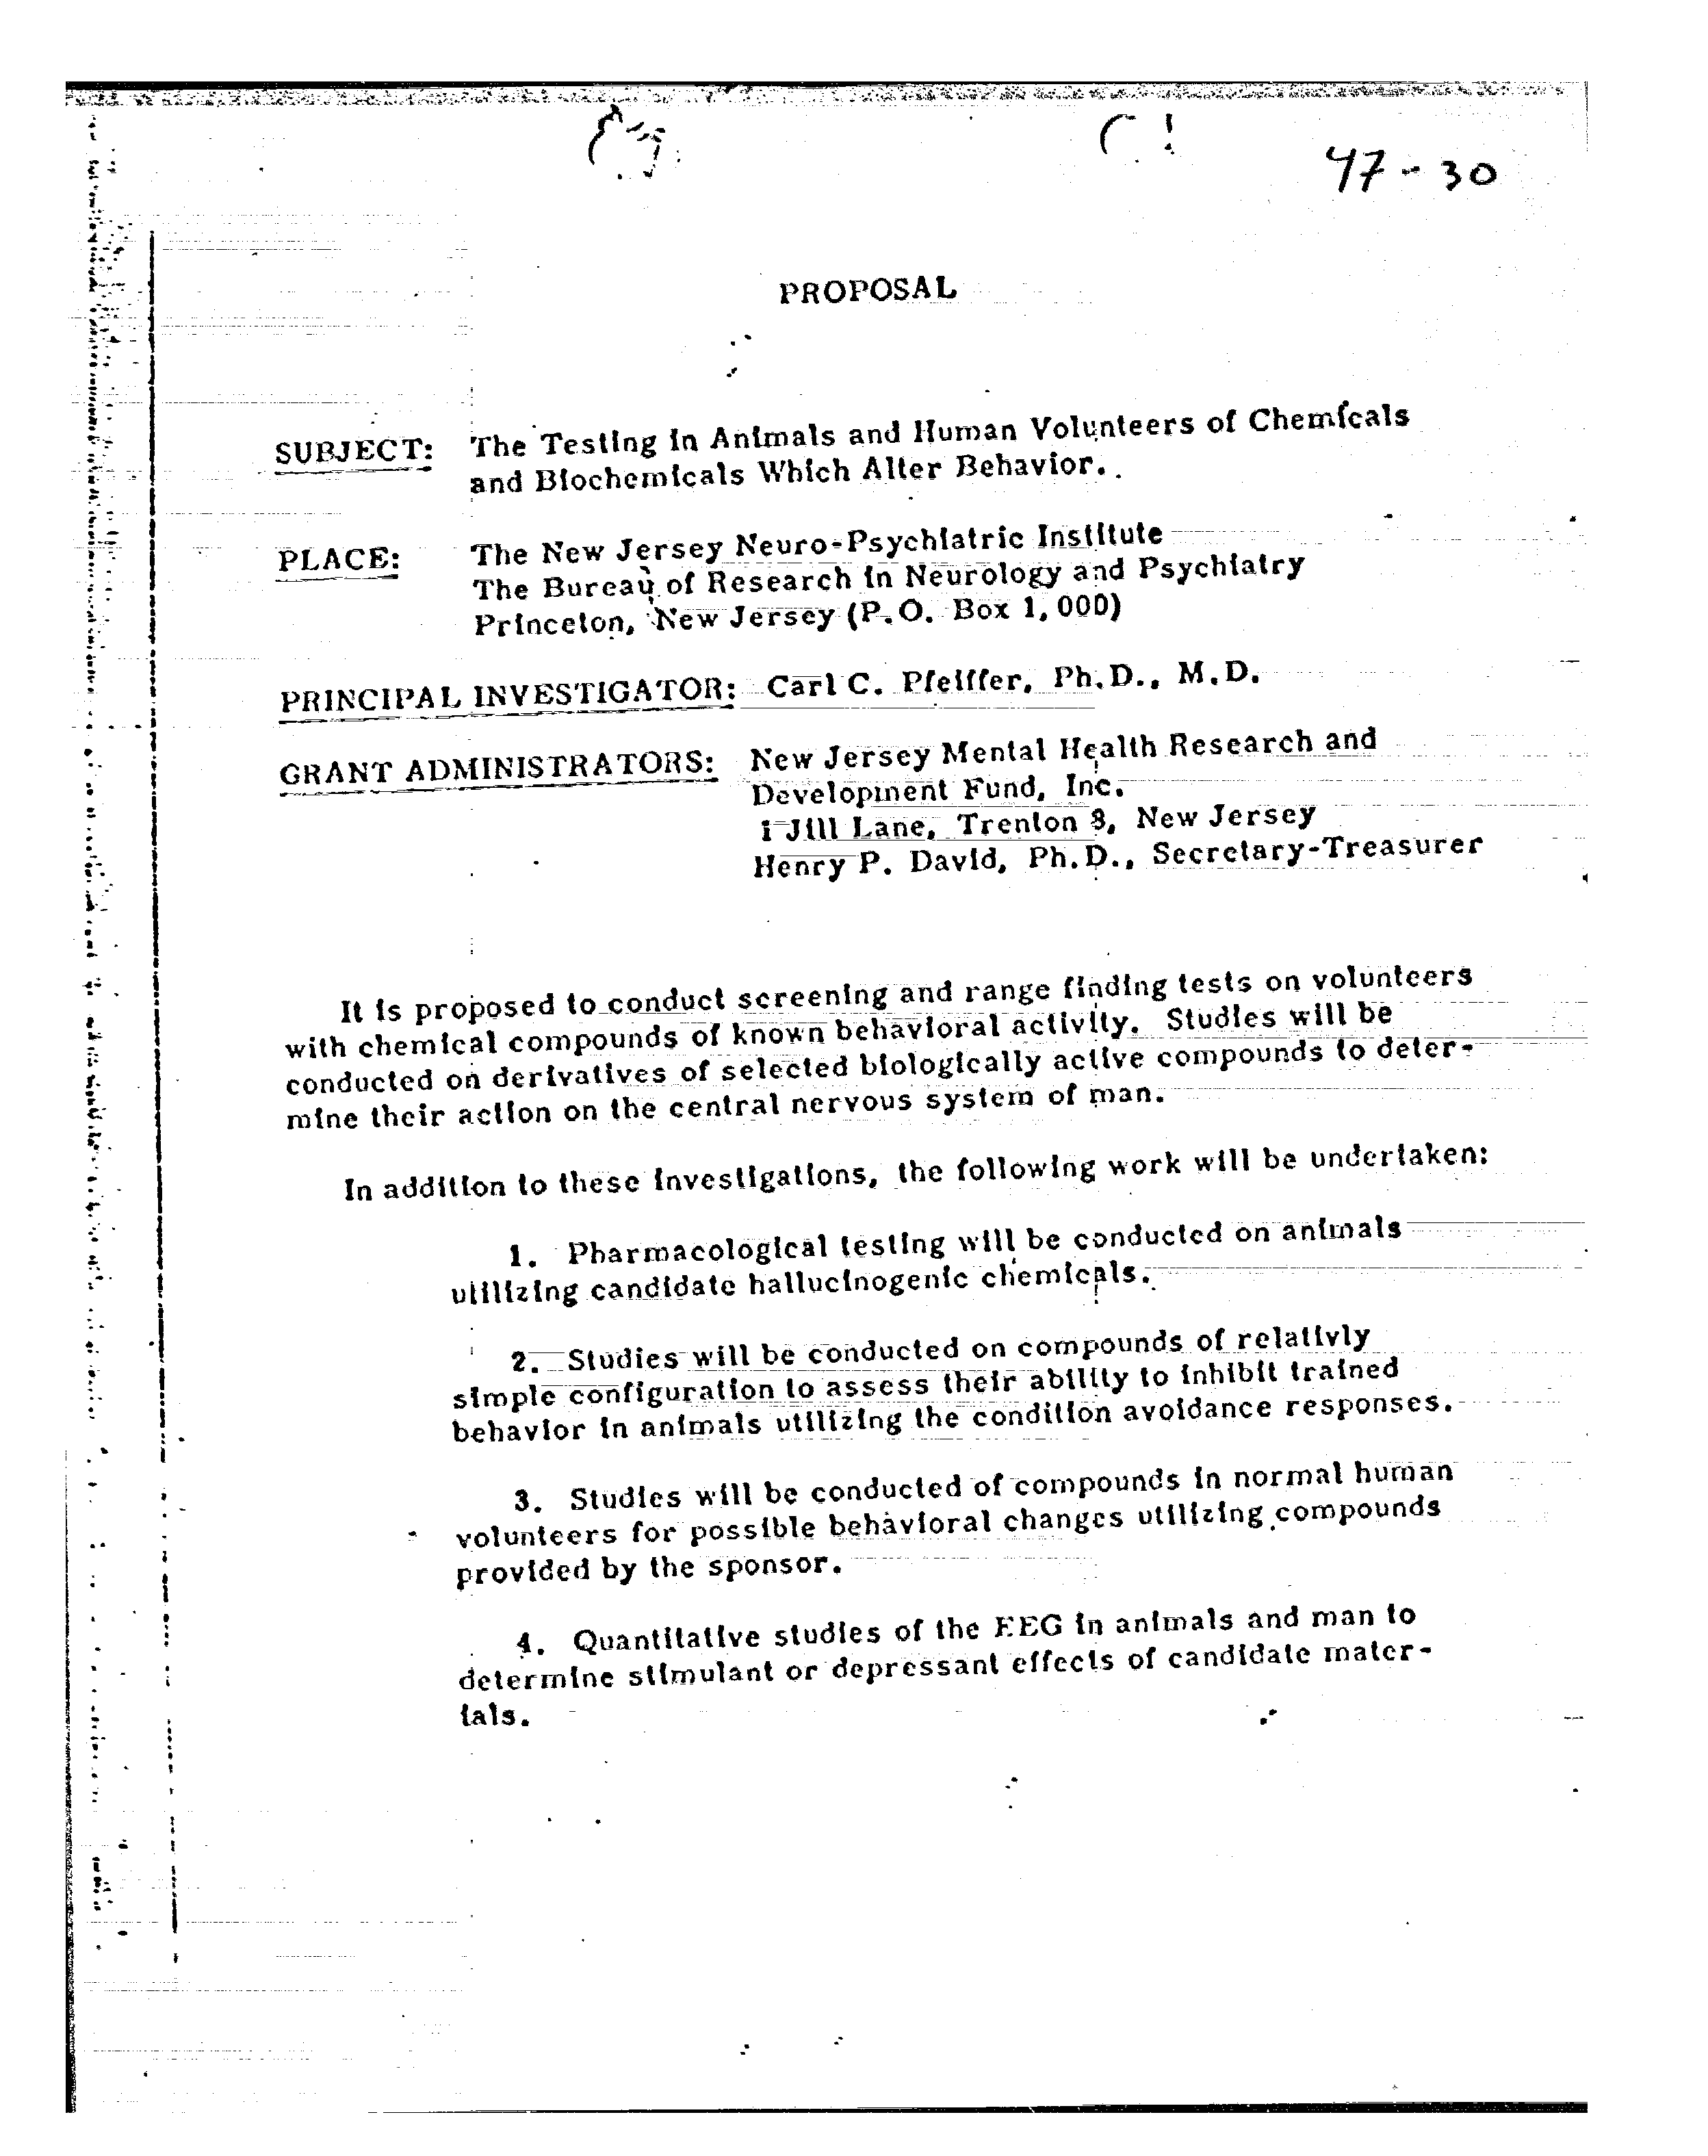 47 - 30
PROPOSAL
SUBJECT: The Testing in Animals and Human Volunteers of Chemicals
and Biochemicals Which Alter Behavior.
PLACE: The New Jersey Neuro-Psychiatric Institute
The Bureau of Research in Neurology and Psychiatry
Princeton, New Jersey (P.O. Box 1,000)
PRINCIPAL INVESTIGATOR: Carl C. Pfeiffer, Ph.D., M.D.
GRANT ADMINISTRATORS: New Jersey Mental Health Research and
Development Fund, Inc.
1 Jill Lane, Trenton 8, New Jersey
Henry P. David, Ph.D., Secretary-Treasurer
It is proposed to conduct screening and range finding tests on volunteers
with chemical compounds of known behavioral activity. Studies will be
conducted on derivatives of selected biologically active compounds to deter-
mine their action on the central nervous system of man.
In addition to these investigations, the following work will be undertaken:
1. Pharmacological testing will be conducted on animals
utilizing candidate hallucinogenic chemicals.
2. Studies will be conducted on compounds of relativly
simple configuration to assess their ability to inhibit trained
behavior in animals utilizing the condition avoidance responses.
3. Studies will be conducted of compounds in normal human
volunteers for possible behavioral changes utilizing compounds
provided by the sponsor.
4. Quantitative studies of the EEG in animals and man to
determine stimulant or depressant effects of candidate mater-
ials.